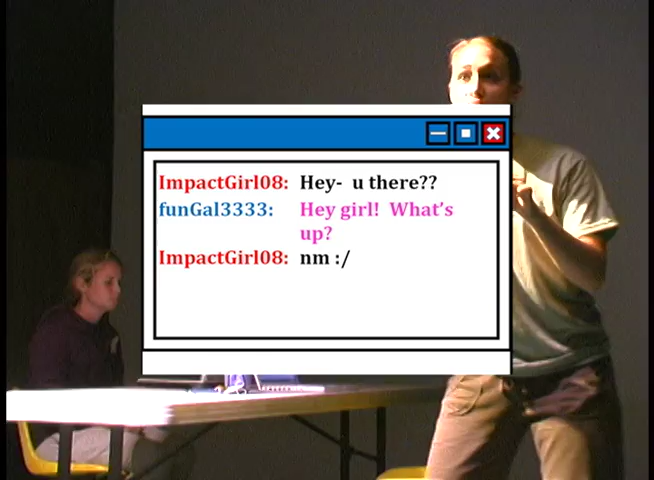 ImpactGirl08: Hey- u there??
funGal3333: Hey girl!  What's
up?
ImpactGirl08: nm :/